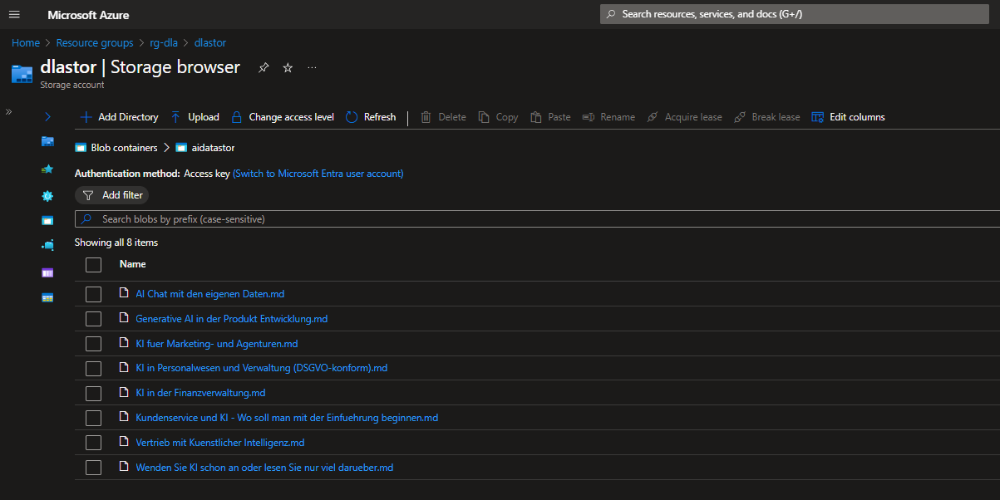 Microsoft Azure
Search resources, services, and docs (G+/)
Home > Resource groups > rg-dla > dlastor
dlastor | Storage browser ...
Storage account
Add Directory Upload Change access level Refresh | Delete Copy Paste Rename Acquire lease Break lease Edit columns
Blob containers > aidatastor
Authentication method: Access key (Switch to Microsoft Entra user account)
Add filter
Search blobs by prefix (case-sensitive)
Showing all 8 items
Name
AI Chat mit den eigenen Daten.md
Generative AI in der Produkt Entwicklung.md
KI fuer Marketing- und Agenturen.md
KI in Personalwesen und Verwaltung (DSGVO-konform).md
KI in der Finanzverwaltung.md
Kundenservice und KI - Wo soll man mit der Einfuehrung beginnen.md
Vertrieb mit Kuenstlicher Intelligenz.md
Wenden Sie KI schon an oder lesen Sie nur viel darueber.md